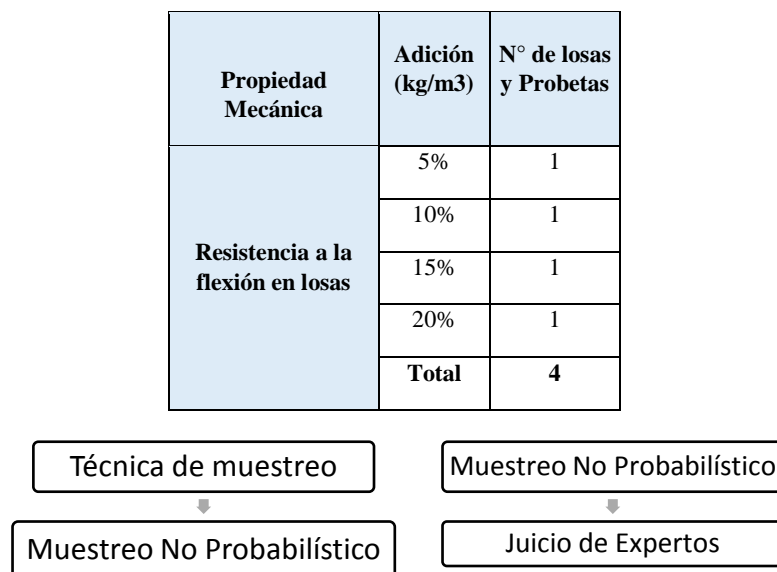 Propiedad
Mecánica
Adición
(kg/m3)
N° de losas
y Probetas
Resistencia a la
flexión en losas
5% 1
10% 1
15% 1
20% 1
Total 4
Técnica de muestreo
Muestreo No Probabilístico
Muestreo No Probabilístico
Juicio de Expertos